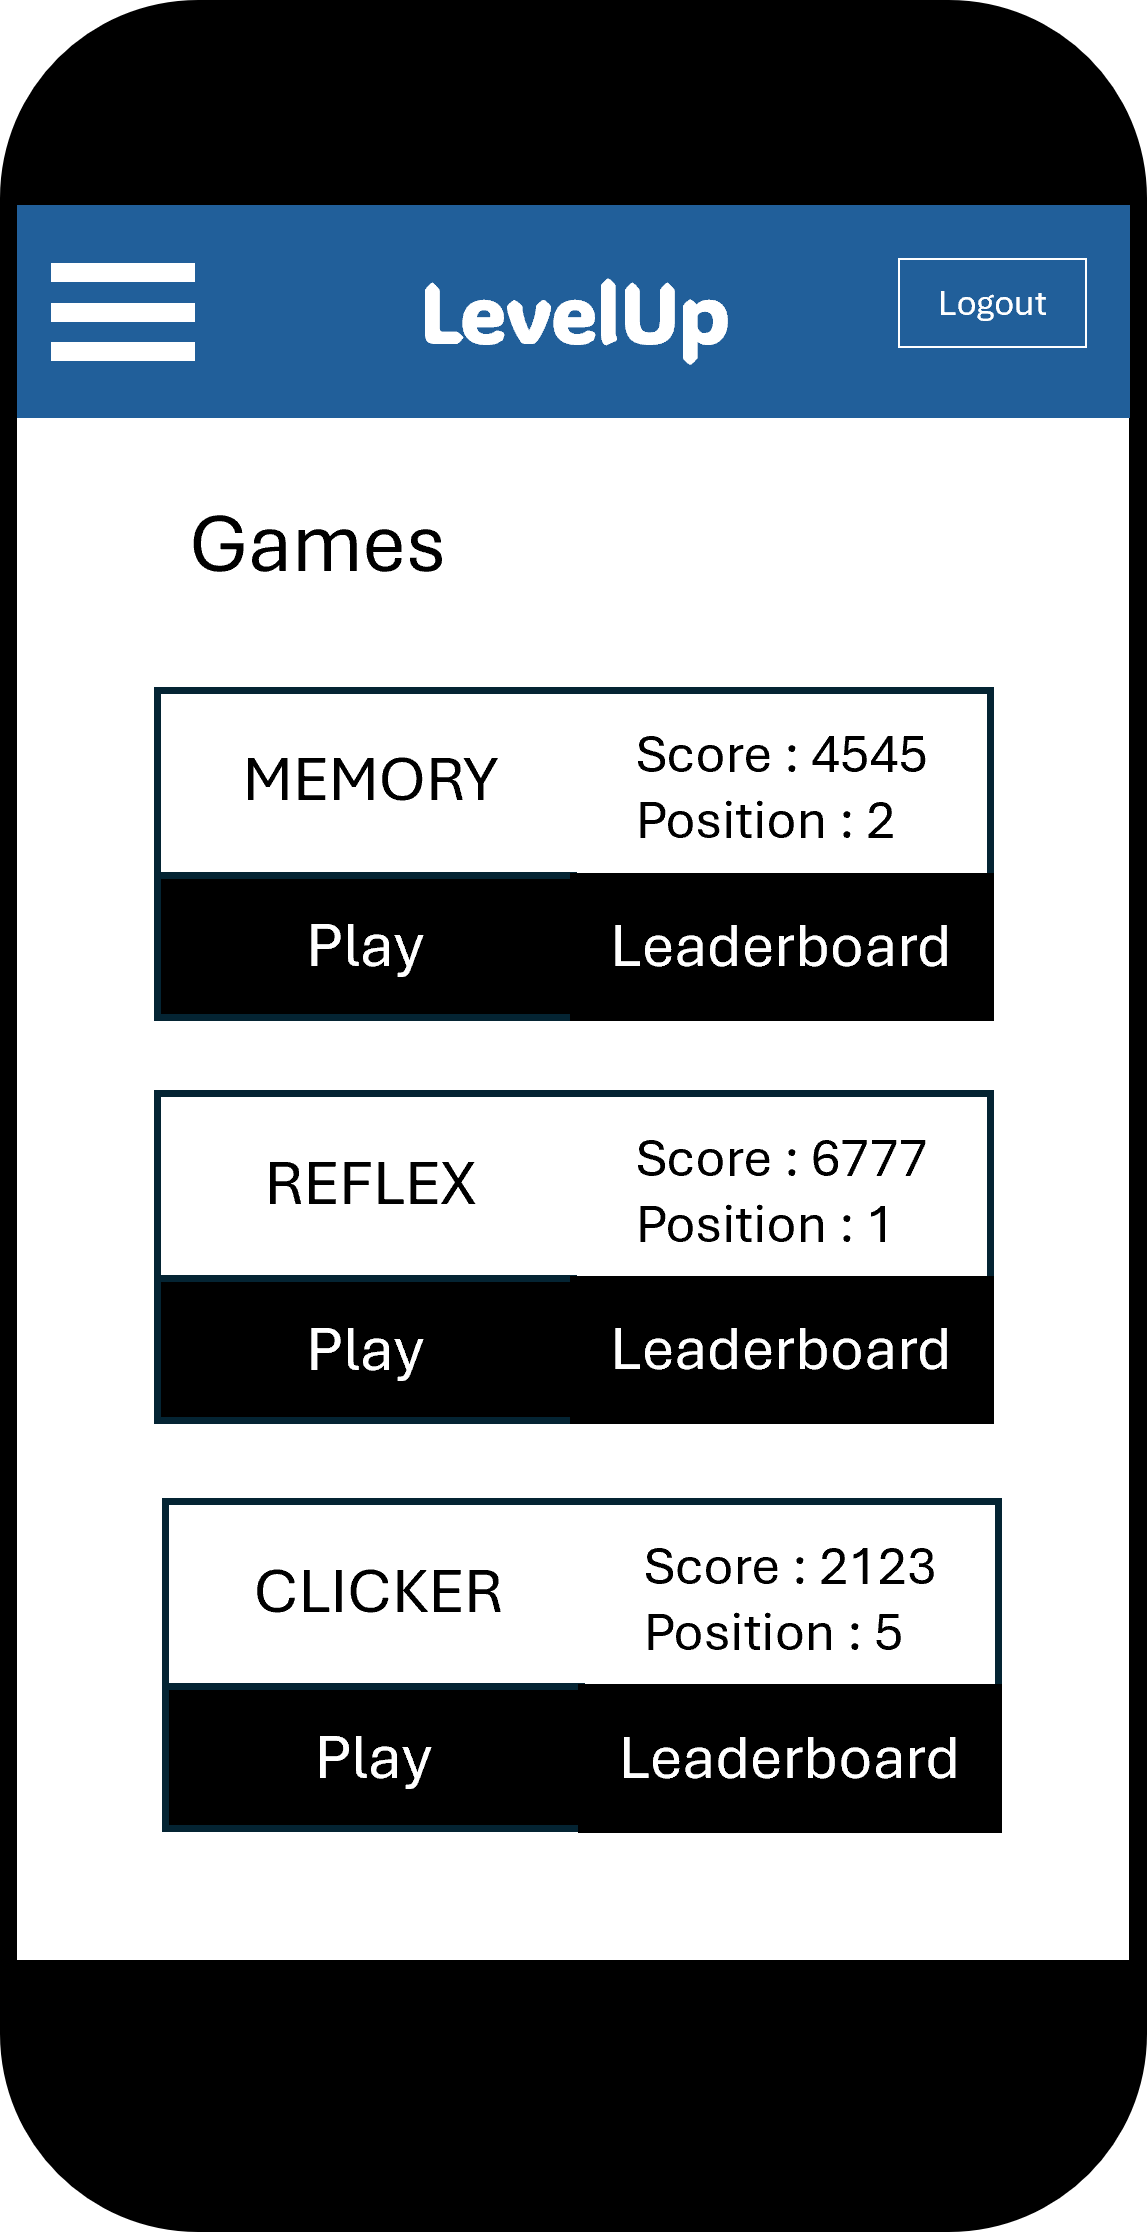 LevelUp
Logout
Games
MEMORY
Score : 4545
Position : 2
Play
Leaderboard
REFLEX
Score : 6777
Position : 1
Play
Leaderboard
CLICKER
Score : 2123
Position : 5
Play
Leaderboard